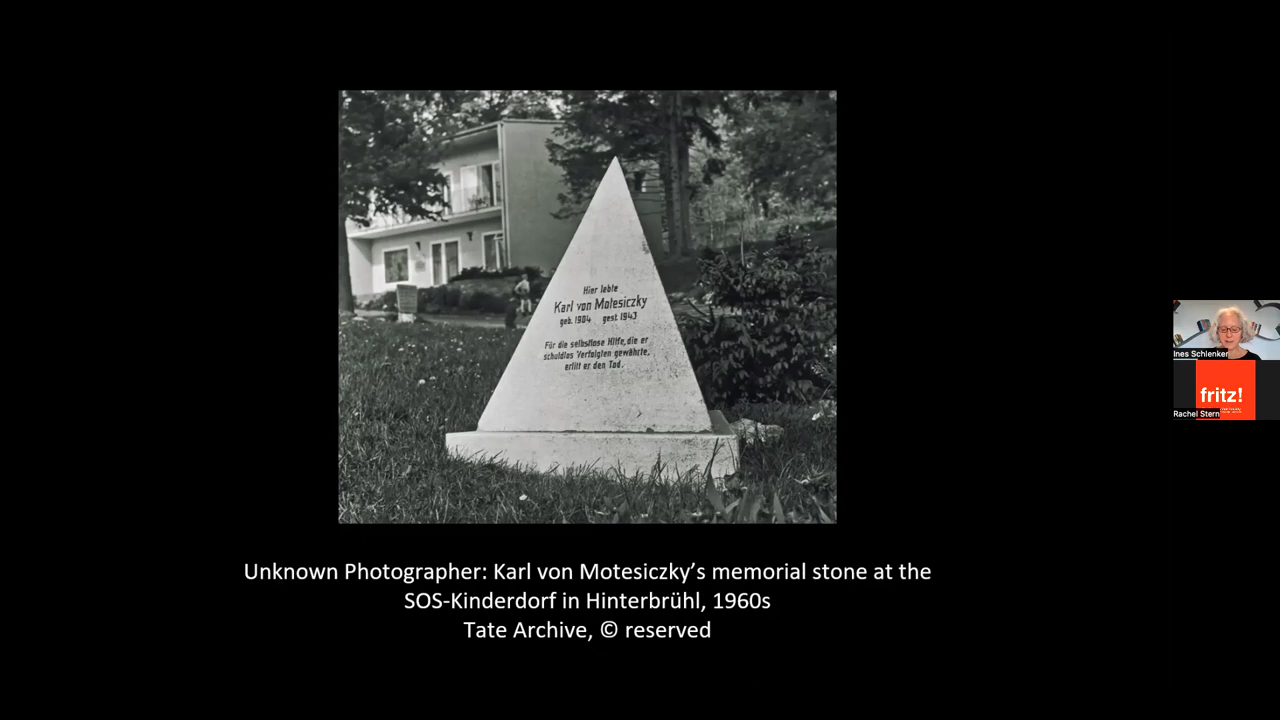 Hier lebte
Karl von Motesiczky
geb. 1904 gest. 1943
Für die selbstlose Hilfe, die er
schuldlos Verfolgten gewährte,
erlitt er den Tod.
Unknown Photographer: Karl von Motesiczky’s memorial stone at the
SOS-Kinderdorf in Hinterbrühl, 1960s
Tate Archive, © reserved
Ines Schlenker
fritz!
Rachel Stern